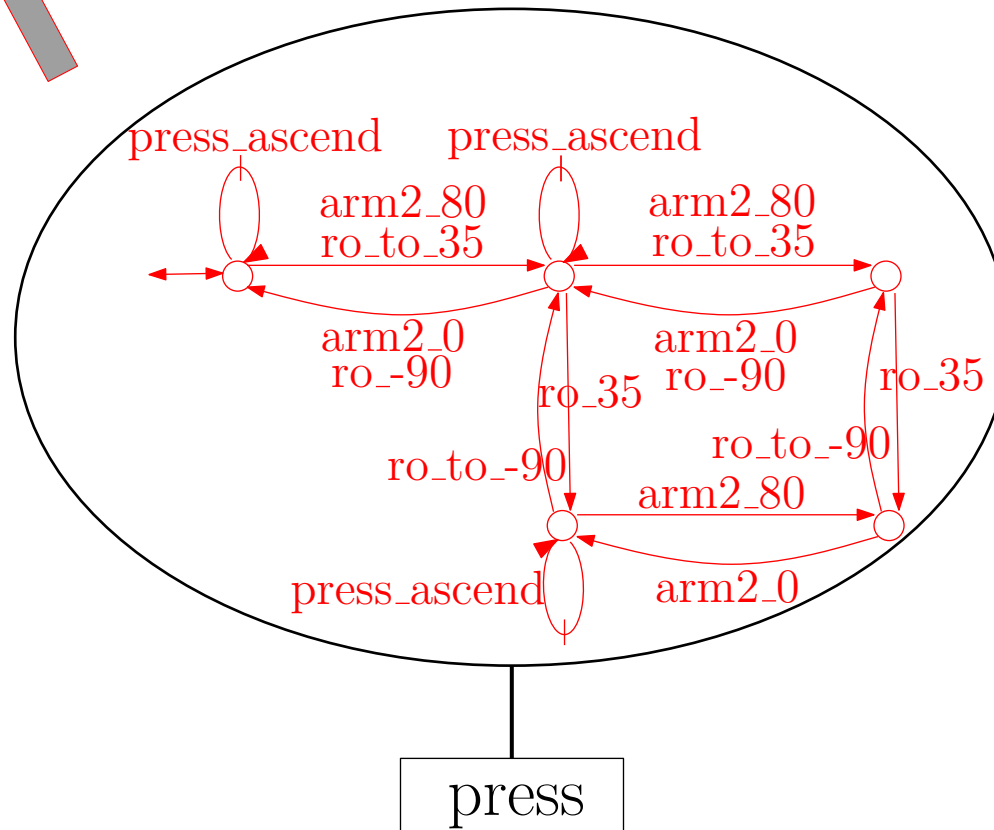 press_ascend
press_ascend
arm2_80
ro_to_35
arm2_80
ro_to_35
arm2_0
ro_-90
arm2_0
ro_-90
ro_35
ro_35
ro_to_-90
ro_to_-90
arm2_80
press_ascend
arm2_0
press